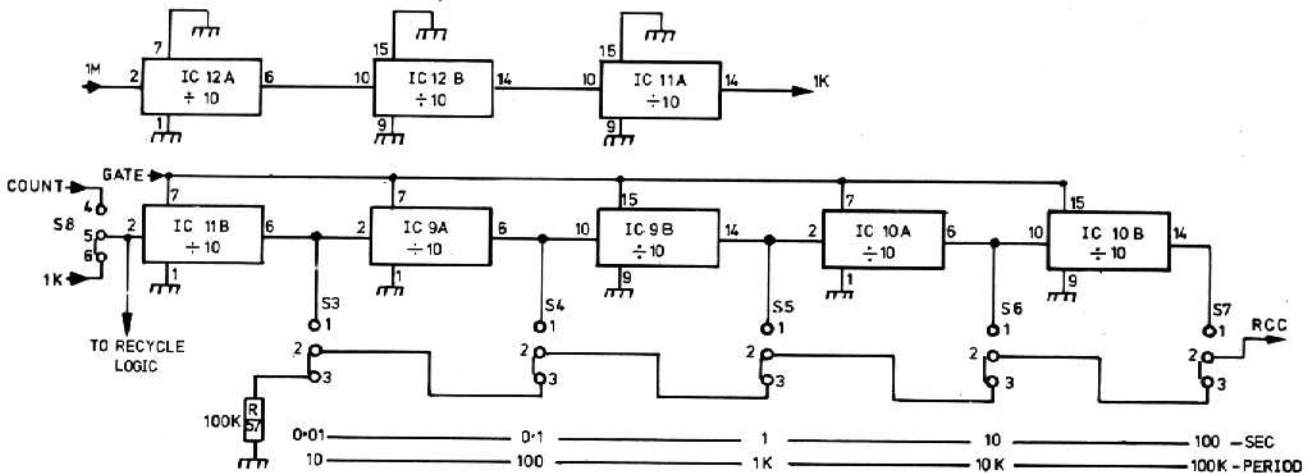 7 15 15
1M 2 IC 12A 6 10 IC 12 B 14 10 IC 11A 14 1K
÷ 10 ÷ 10 ÷ 10
1 9 9
COUNT GATE
4 7 7 15 7 15
S8 5 2 IC 11B 6 2 IC 9A 6 10 IC 9B 14 2 IC 10A 6 10 IC 10B 14
÷ 10 ÷ 10 ÷ 10 ÷ 10 ÷ 10
6
1K 1 1 9 1 9
S3 S4 S5 S6 S7
1 1 1 1 1 RCC
TO RECYCLE
LOGIC
2 2 2 2 2
3 3 3 3 3
100K R
57
0·01 0·1 1 10 100 - SEC
10 100 1K 10K 100K - PERIOD